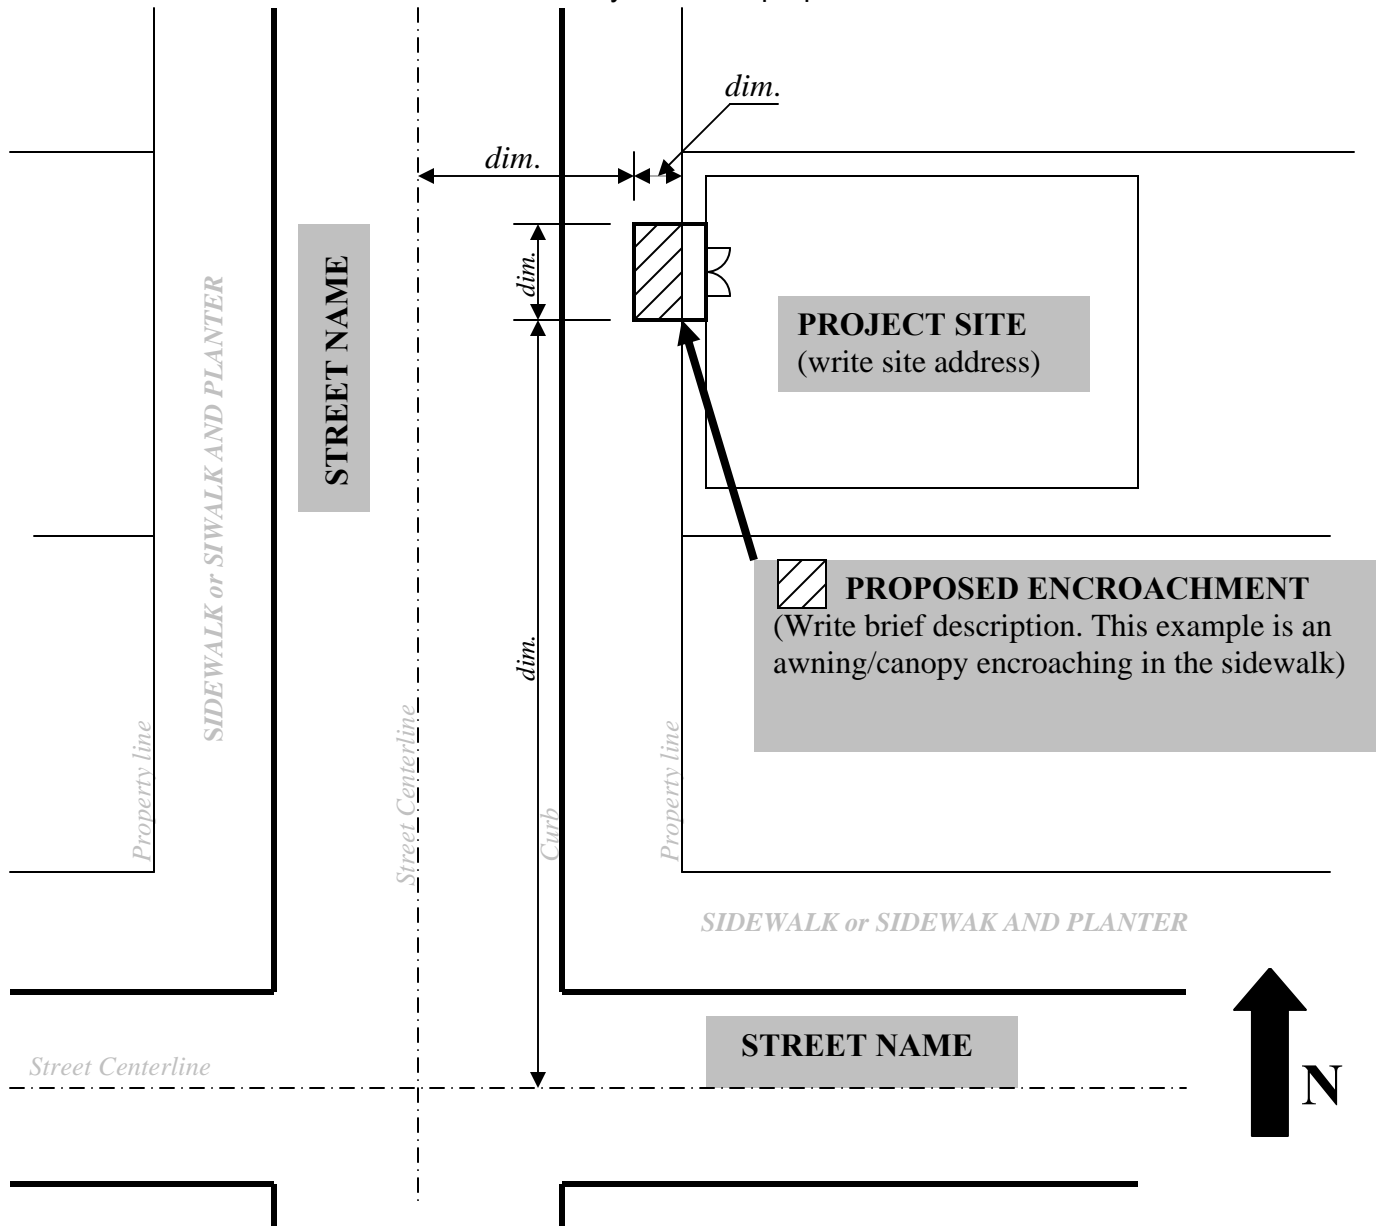 dim.
dim.
dim.
STREET NAME
SIDEWALK or SIWALK AND PLANTER
PROJECT SITE
(write site address)
PROPOSED ENCROACHMENT
(Write brief description. This example is an
awning/canopy encroaching in the sidewalk)
dim.
Property line
Street Centerline
Curb
Property line
SIDEWALK or SIDEWAK AND PLANTER
STREET NAME
Street Centerline
N